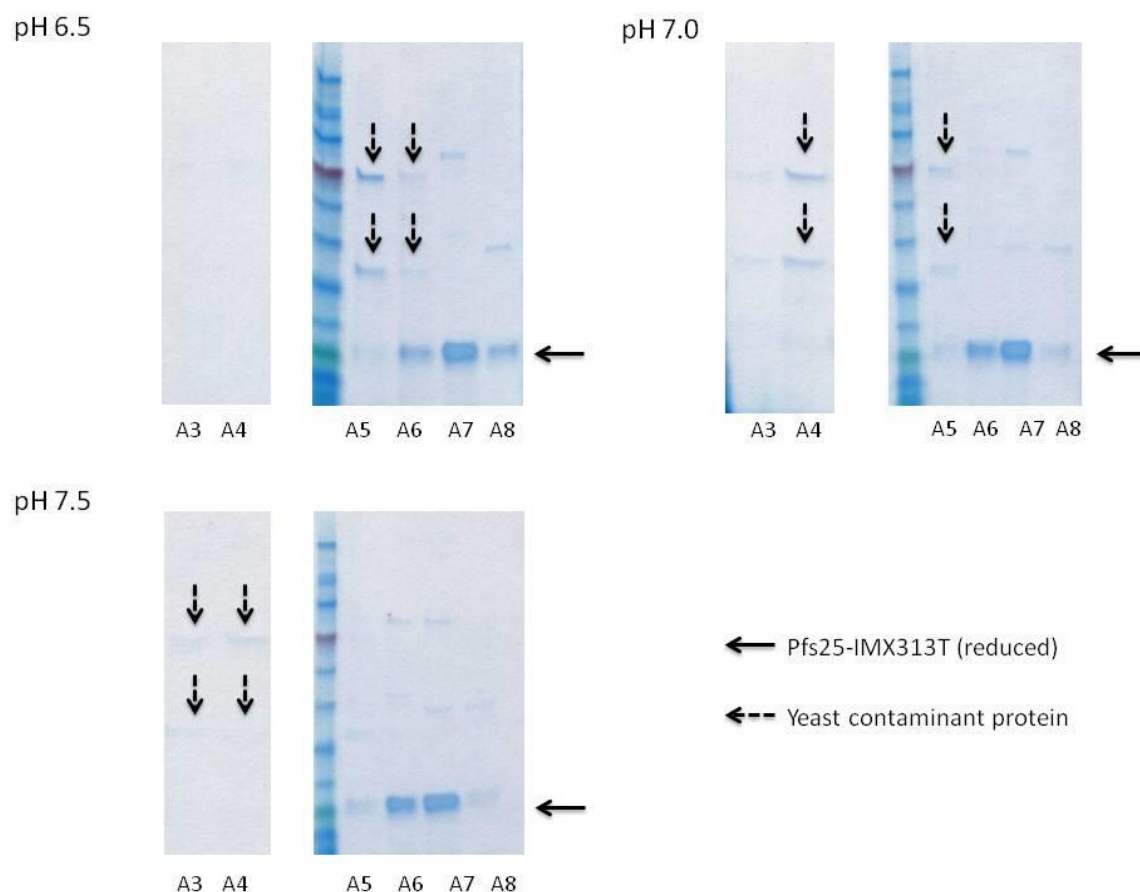 pH 6.5
A3 A4 A5 A6 A7 A8
pH 7.0
A3 A4 A5 A6 A7 A8
pH 7.5
A3 A4 A5 A6 A7 A8
Pfs25-IMX313T (reduced)
Yeast contaminant protein